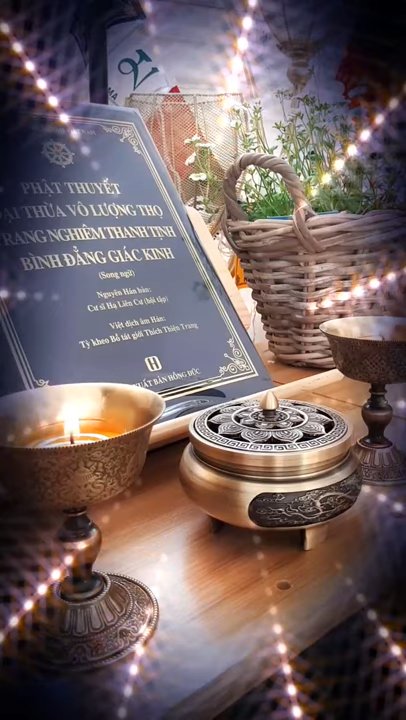 PHẬT THUYẾT
ĐẠI THỪA VÔ LƯỢNG THỌ
TRANG NGHIÊM THANH TỊNH
BÌNH ĐẲNG GIÁC KINH
(Song ngữ)
Nguyên Hán bản:
Cư sĩ Hạ Liên Cư (hội tập)
Việt dịch âm Hán:
Tỳ kheo Bồ tát giới Thích Thiện Trang
XUẤT BẢN HỒNG ĐỨC